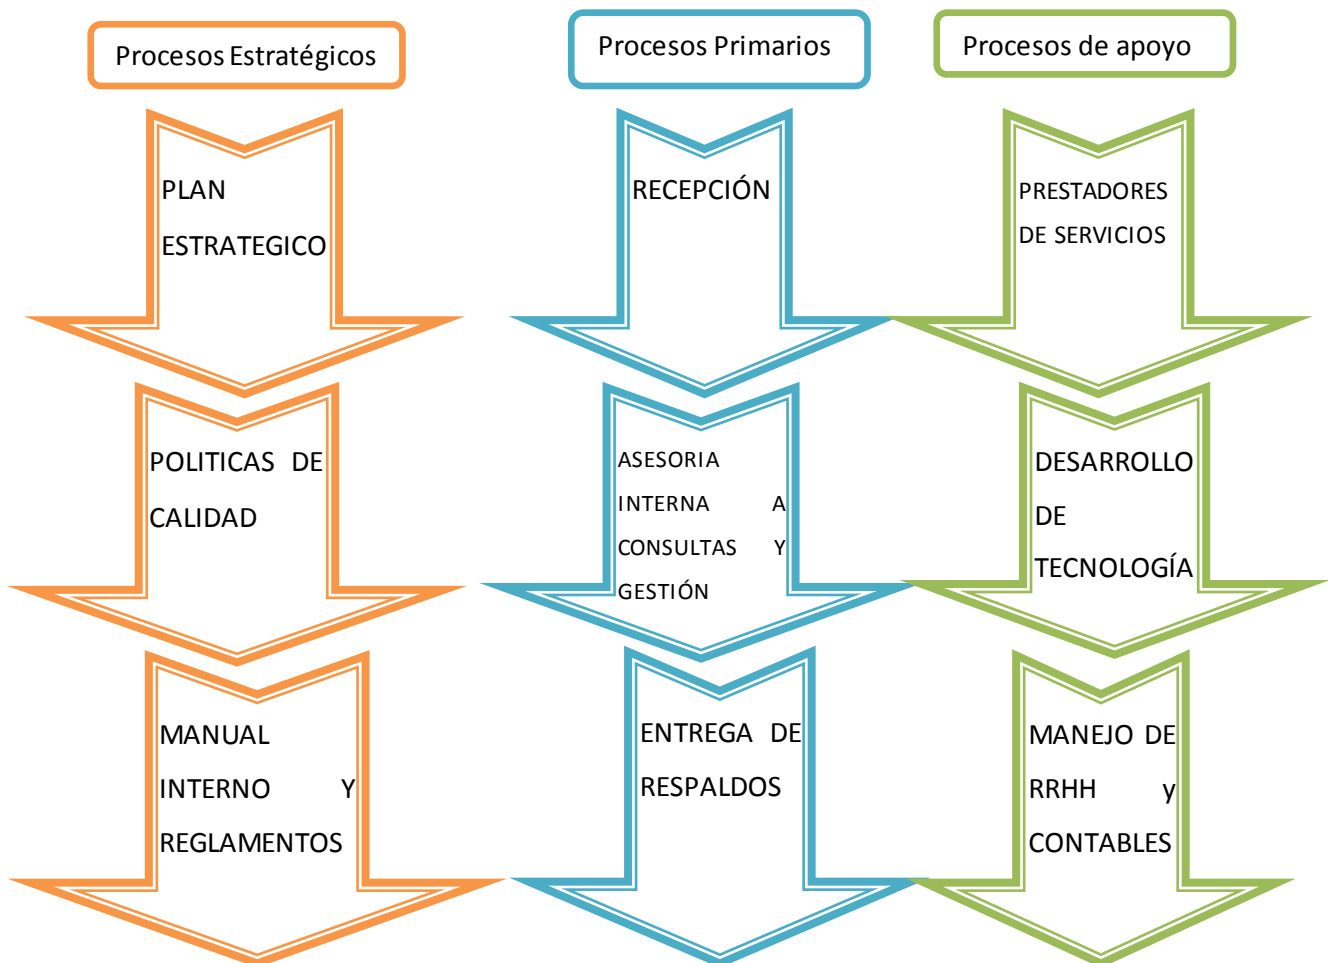 Procesos Estratégicos
PLAN
ESTRATEGICO
POLITICAS DE
CALIDAD
MANUAL
INTERNO Y
REGLAMENTOS
Procesos Primarios
RECEPCIÓN
ASESORIA
INTERNA A
CONSULTAS Y
GESTIÓN
ENTREGA DE
RESPALDOS
Procesos de apoyo
PRESTADORES
DE SERVICIOS
DESARROLLO
DE
TECNOLOGÍA
MANEJO DE
RRHH y
CONTABLES